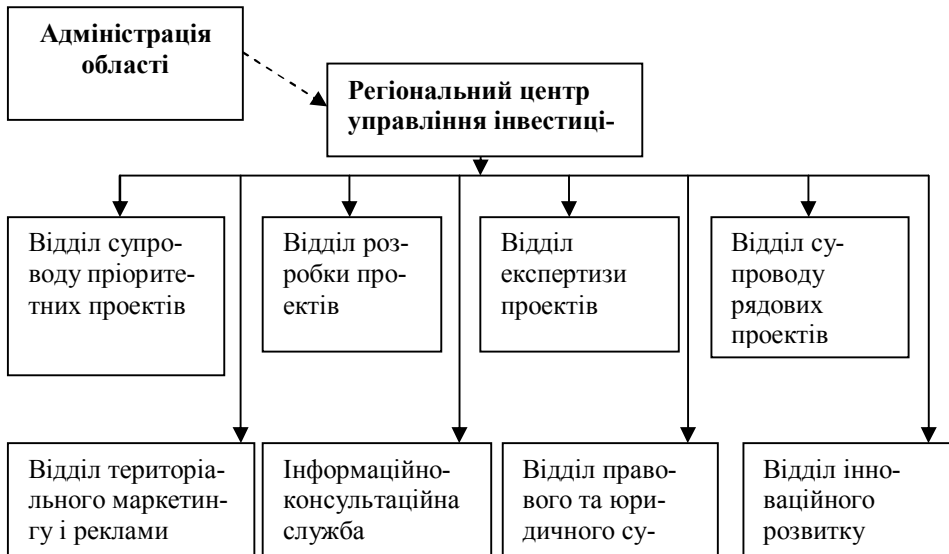 Адміністрація
області
Регіональний центр
управління інвестиці-
Відділ супро-
воду пріорите-
тних проектів
Відділ роз-
робки про-
ектів
Відділ
експертизи
проектів
Відділ су-
проводу
рядових
проектів
Відділ територіа-
льного маркетин-
гу і реклами
Інформаційно-
консультаційна
служба
Відділ право-
вого та юри-
дичного су-
Відділ інно-
ваційного
розвитку